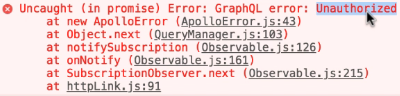 Uncaught (in promise) Error: GraphQL error: Unauthorized
at new ApolloError (ApolloError.js:43)
at Object.next (QueryManager.js:103)
at notifySubscription (Observable.js:126)
at onNotify (Observable.js:161)
at SubscriptionObserver.next (Observable.js:215)
at httpLink.js:91